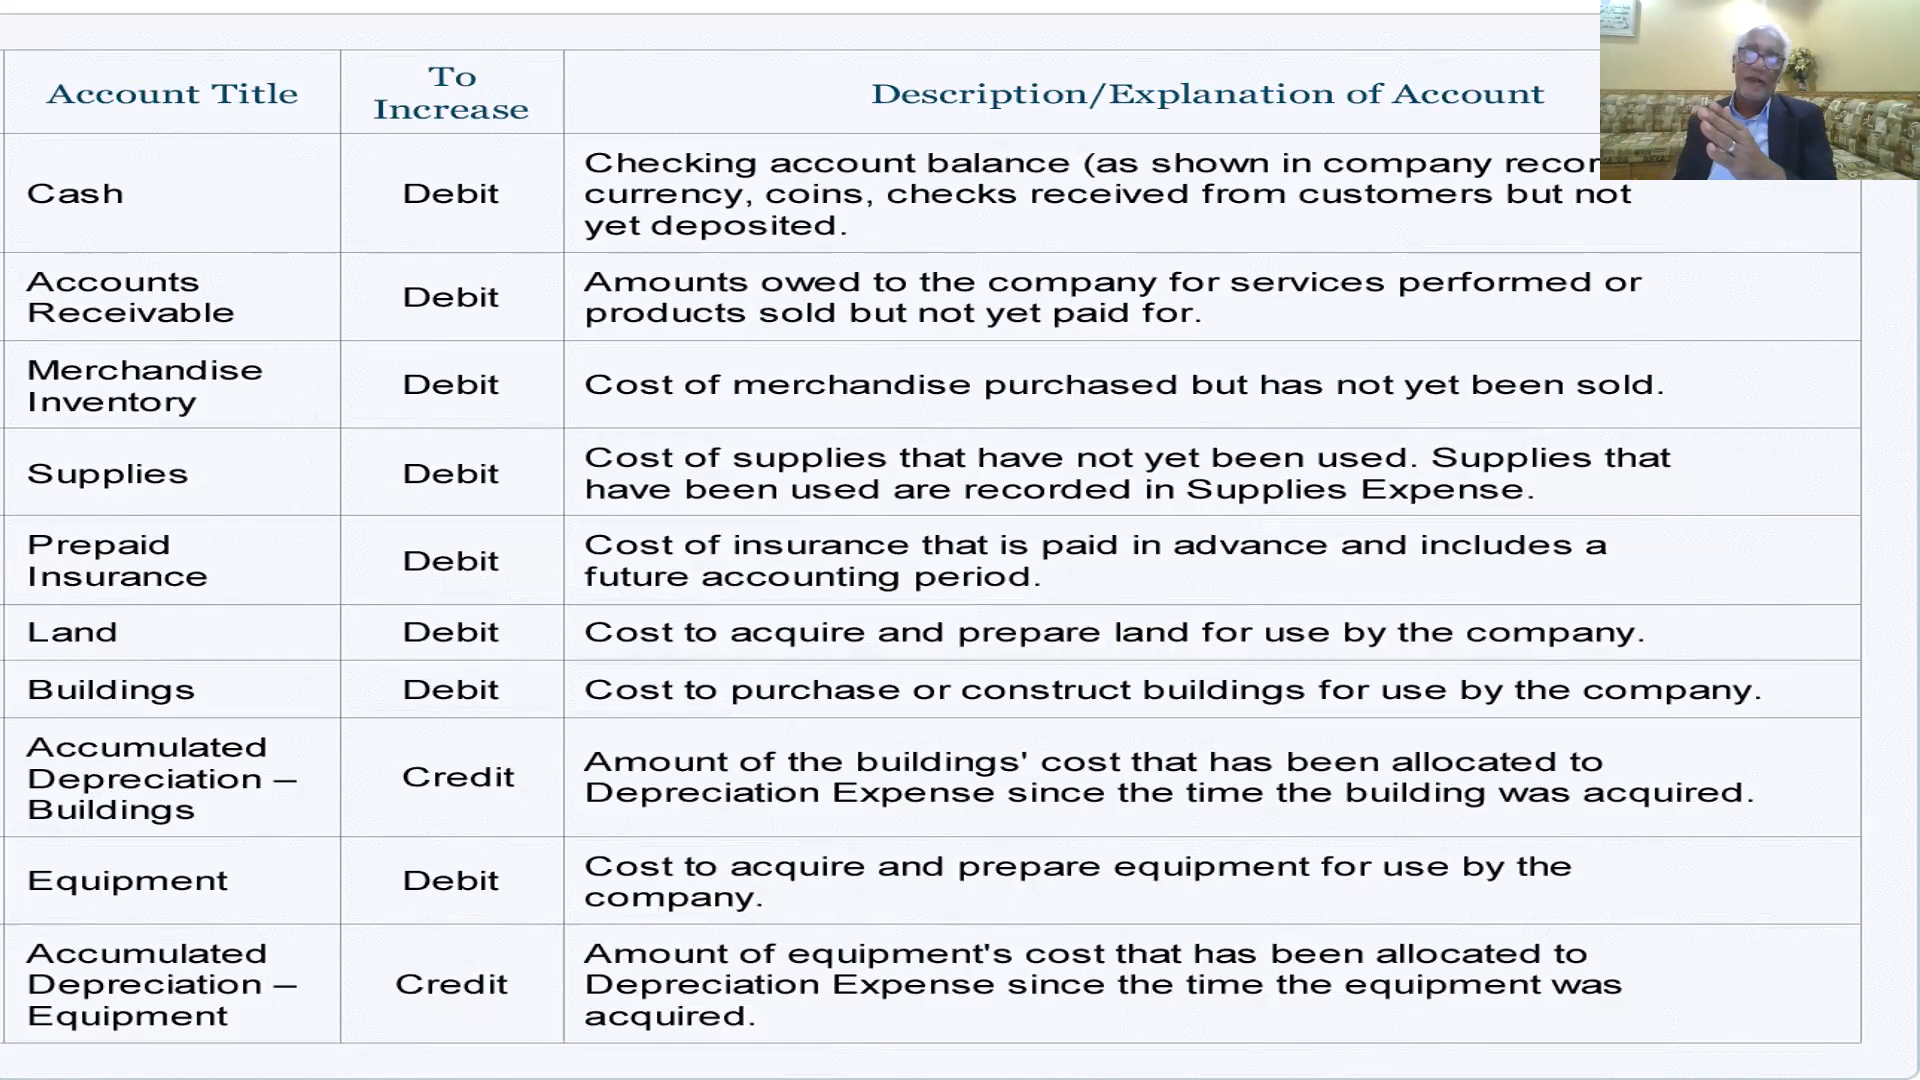 Account Title
To
Increase
Description/Explanation of Account
Cash
Debit
Checking account balance (as shown in company
currency, coins, checks received from customers but not
yet deposited.
Accounts
Receivable
Debit
Amounts owed to the company for services performed or
products sold but not yet paid for.
Merchandise
Inventory
Debit
Cost of merchandise purchased but has not yet been sold.
Supplies
Debit
Cost of supplies that have not yet been used. Supplies that
have been used are recorded in Supplies Expense.
Prepaid
Insurance
Debit
Cost of insurance that is paid in advance and includes a
future accounting period.
Land
Debit
Cost to acquire and prepare land for use by the company.
Buildings
Debit
Cost to purchase or construct buildings for use by the company.
Accumulated
Depreciation –
Buildings
Credit
Amount of the buildings' cost that has been allocated to
Depreciation Expense since the time the building was acquired.
Equipment
Debit
Cost to acquire and prepare equipment for use by the
company.
Accumulated
Depreciation –
Equipment
Credit
Amount of equipment's cost that has been allocated to
Depreciation Expense since the time the equipment was
acquired.